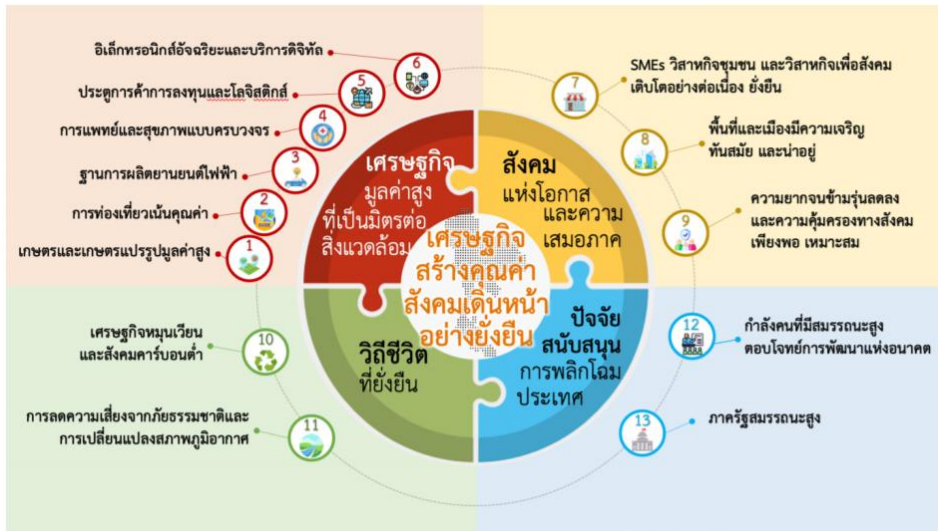 อิเล็กทรอนิกส์อัจฉริยะและบริการดิจิทัล
6
ประตูการค้าการลงทุนและโลจิสติกส์
5
การแพทย์และสุขภาพแบบครบวงจร
4
ฐานการผลิตยานยนต์ไฟฟ้า
3
การท่องเที่ยวเน้นคุณค่า
2
เกษตรและเกษตรแปรรูปมูลค่าสูง
1
เศรษฐกิจ
มูลค่าสูง
ที่เป็นมิตรต่อ
สิ่งแวดล้อม
สังคม
แห่งโอกาส
และความ
เสมอภาค
7
SMEs วิสาหกิจชุมชน และวิสาหกิจเพื่อสังคม
เติบโตอย่างต่อเนื่อง ยั่งยืน
8
พื้นที่และเมืองมีความเจริญ
ทันสมัย และน่าอยู่
9
ความยากจนข้ามรุ่นลดลง
และความคุ้มครองทางสังคม
เพียงพอ เหมาะสม
เศรษฐกิจ
สร้างคุณค่า
สังคมเดินหน้า
อย่างยั่งยืน
เศรษฐกิจหมุนเวียน
และสังคมคาร์บอนต่ำ
10
การลดความเสี่ยงจากภัยธรรมชาติและ
การเปลี่ยนแปลงสภาพภูมิอากาศ
11
วิถีชีวิต
ที่ยั่งยืน
ปัจจัย
สนับสนุน
การพลิกโฉม
ประเทศ
12
กำลังคนที่มีสมรรถนะสูง
ตอบโจทย์การพัฒนาแห่งอนาคต
13
ภาครัฐสมรรถนะสูง